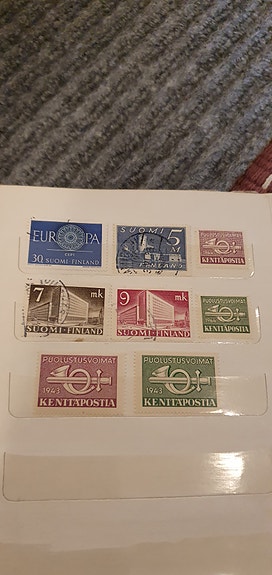 EUROPA
CEPT
30 SUOMI-FINLAND
SUOMI 5
M
FINLAND
PUOLUSTUSVOIMAT
KENTTÄPOSTIA
7 mk
SUOMI-FINLAND
9 mk
SUOMI-FINLAND
PUOLUSTUSVOIMAT
KENTTÄPOSTIA
PUOLUSTUSVOIMAT
1943
KENTTÄPOSTIA
PUOLUSTUSVOIMAT
1943
KENTTÄPOSTIA